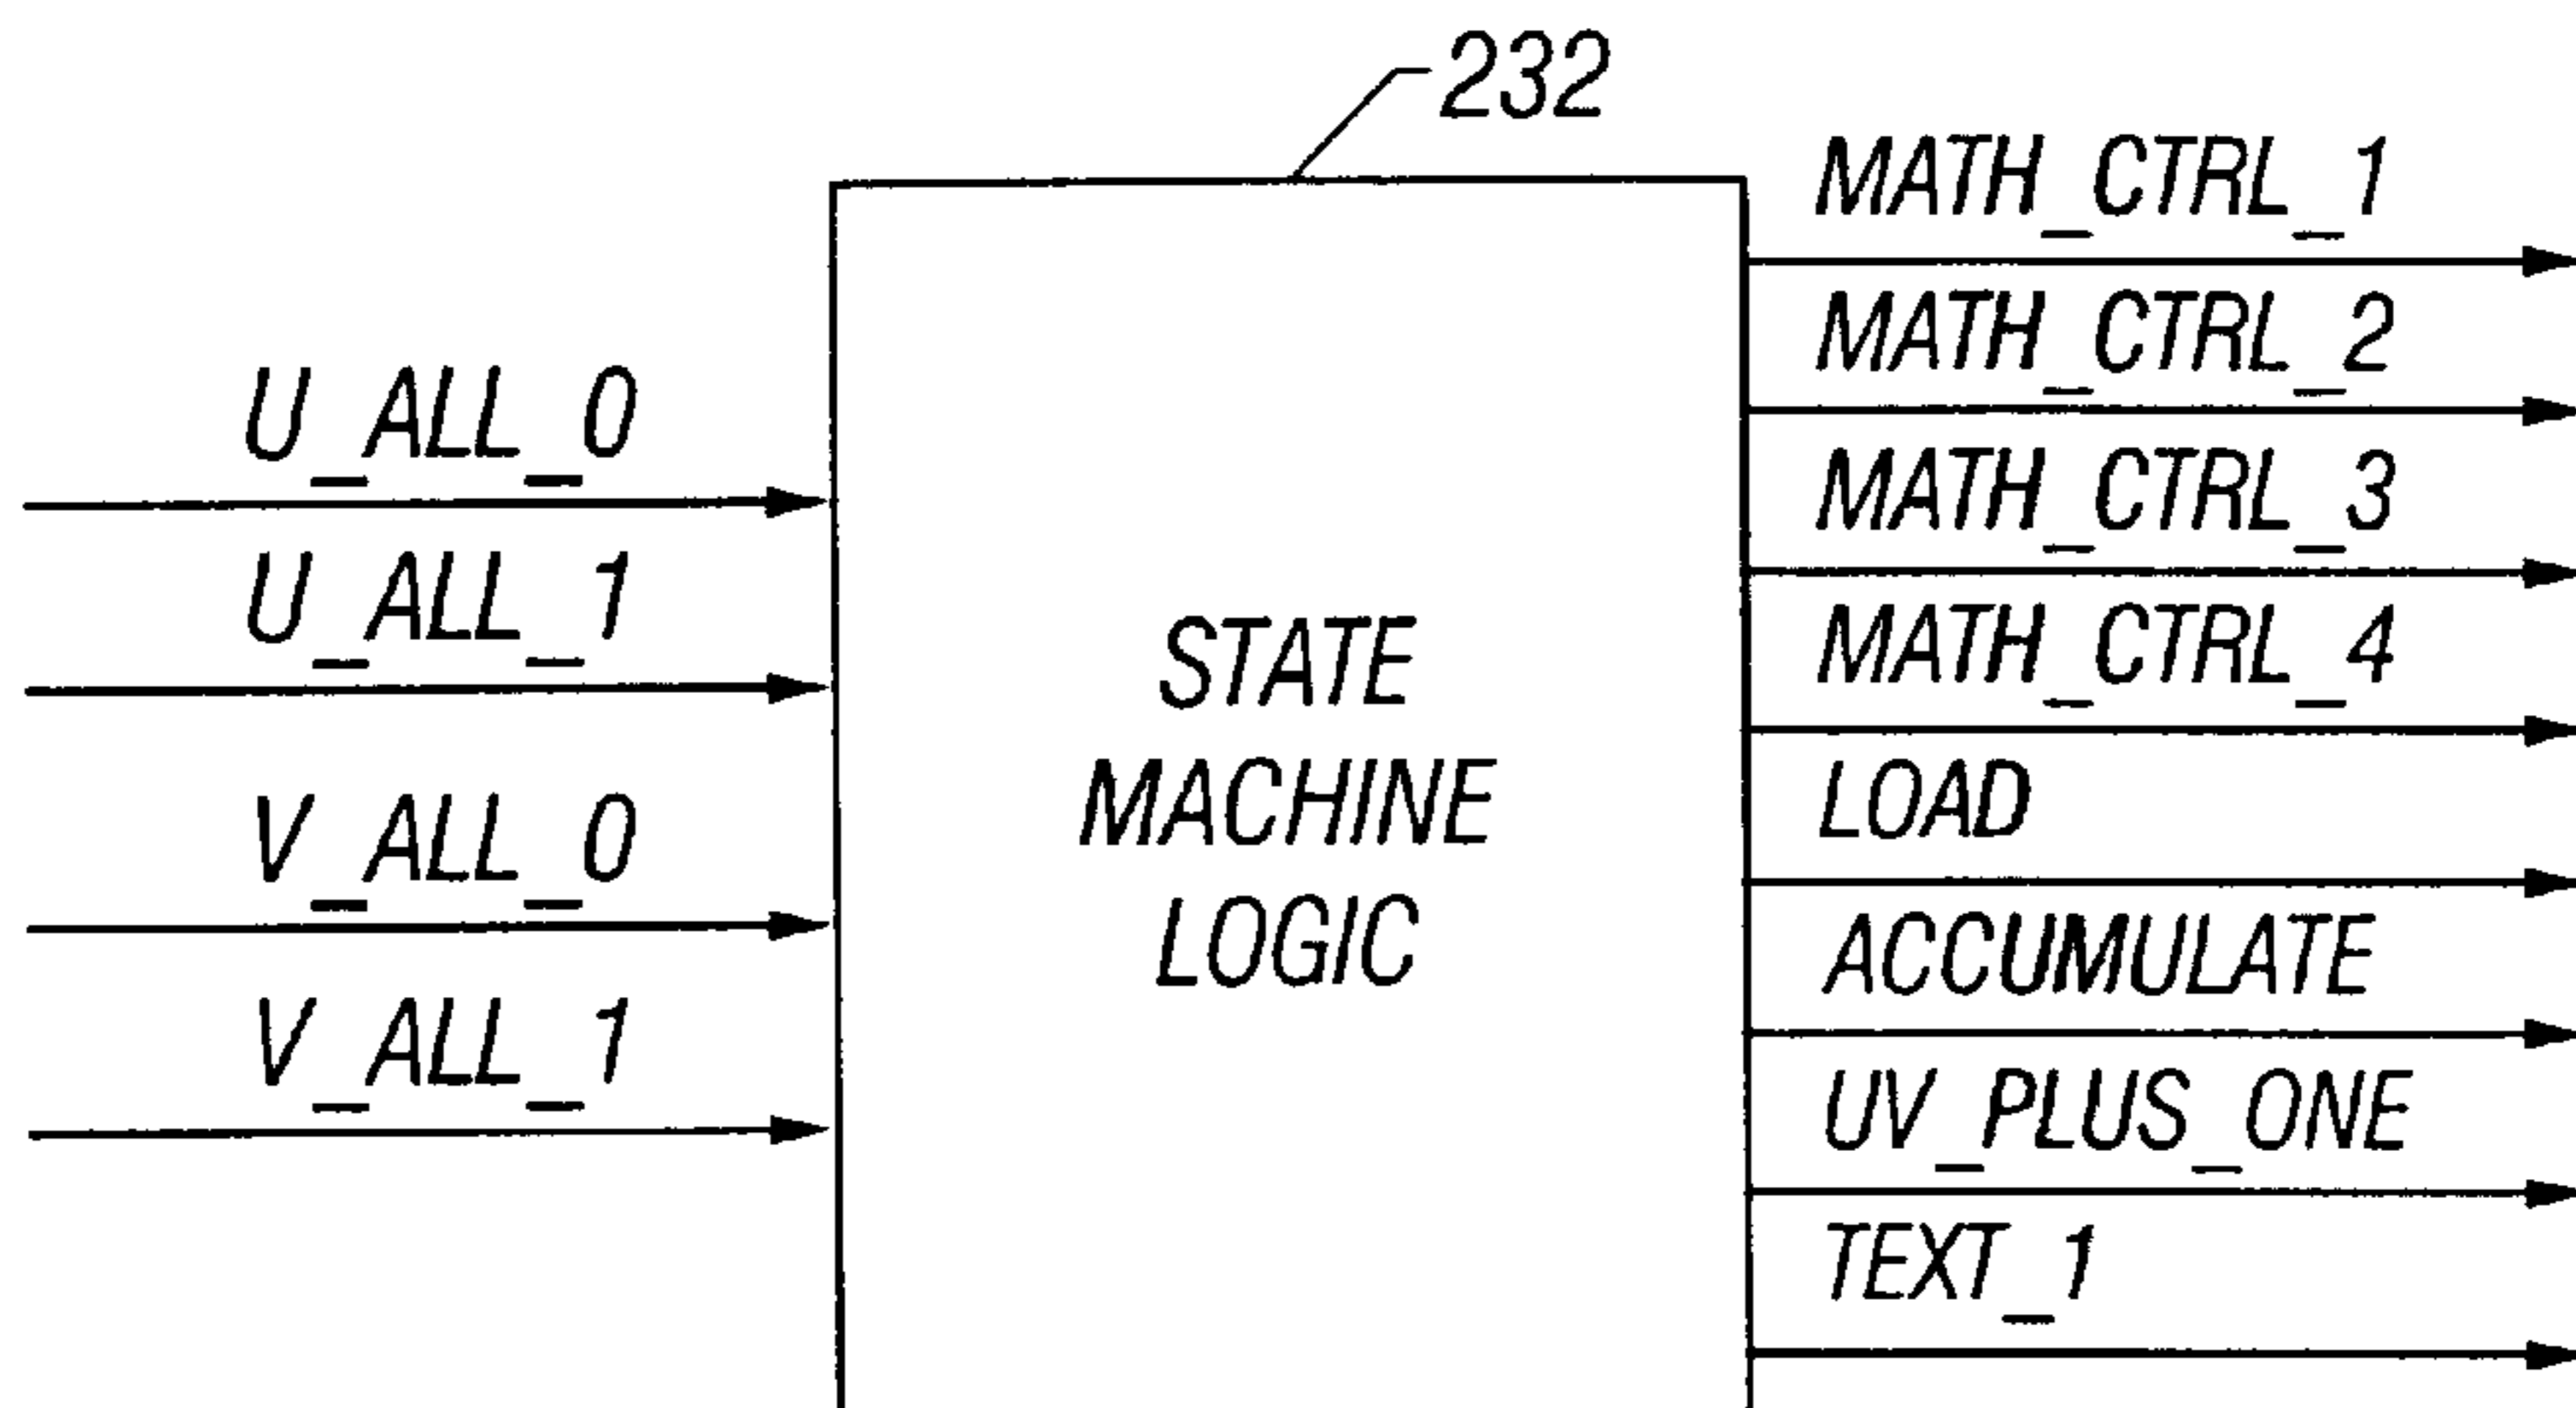 232
MATH_CTRL_1
MATH_CTRL_2
U_ALL_0
MATH_CTRL_3
U_ALL_1
MATH_CTRL_4
STATE
MACHINE
LOGIC
LOAD
V_ALL_0
ACCUMULATE
V_ALL_1
UV_PLUS_ONE
TEXT_1